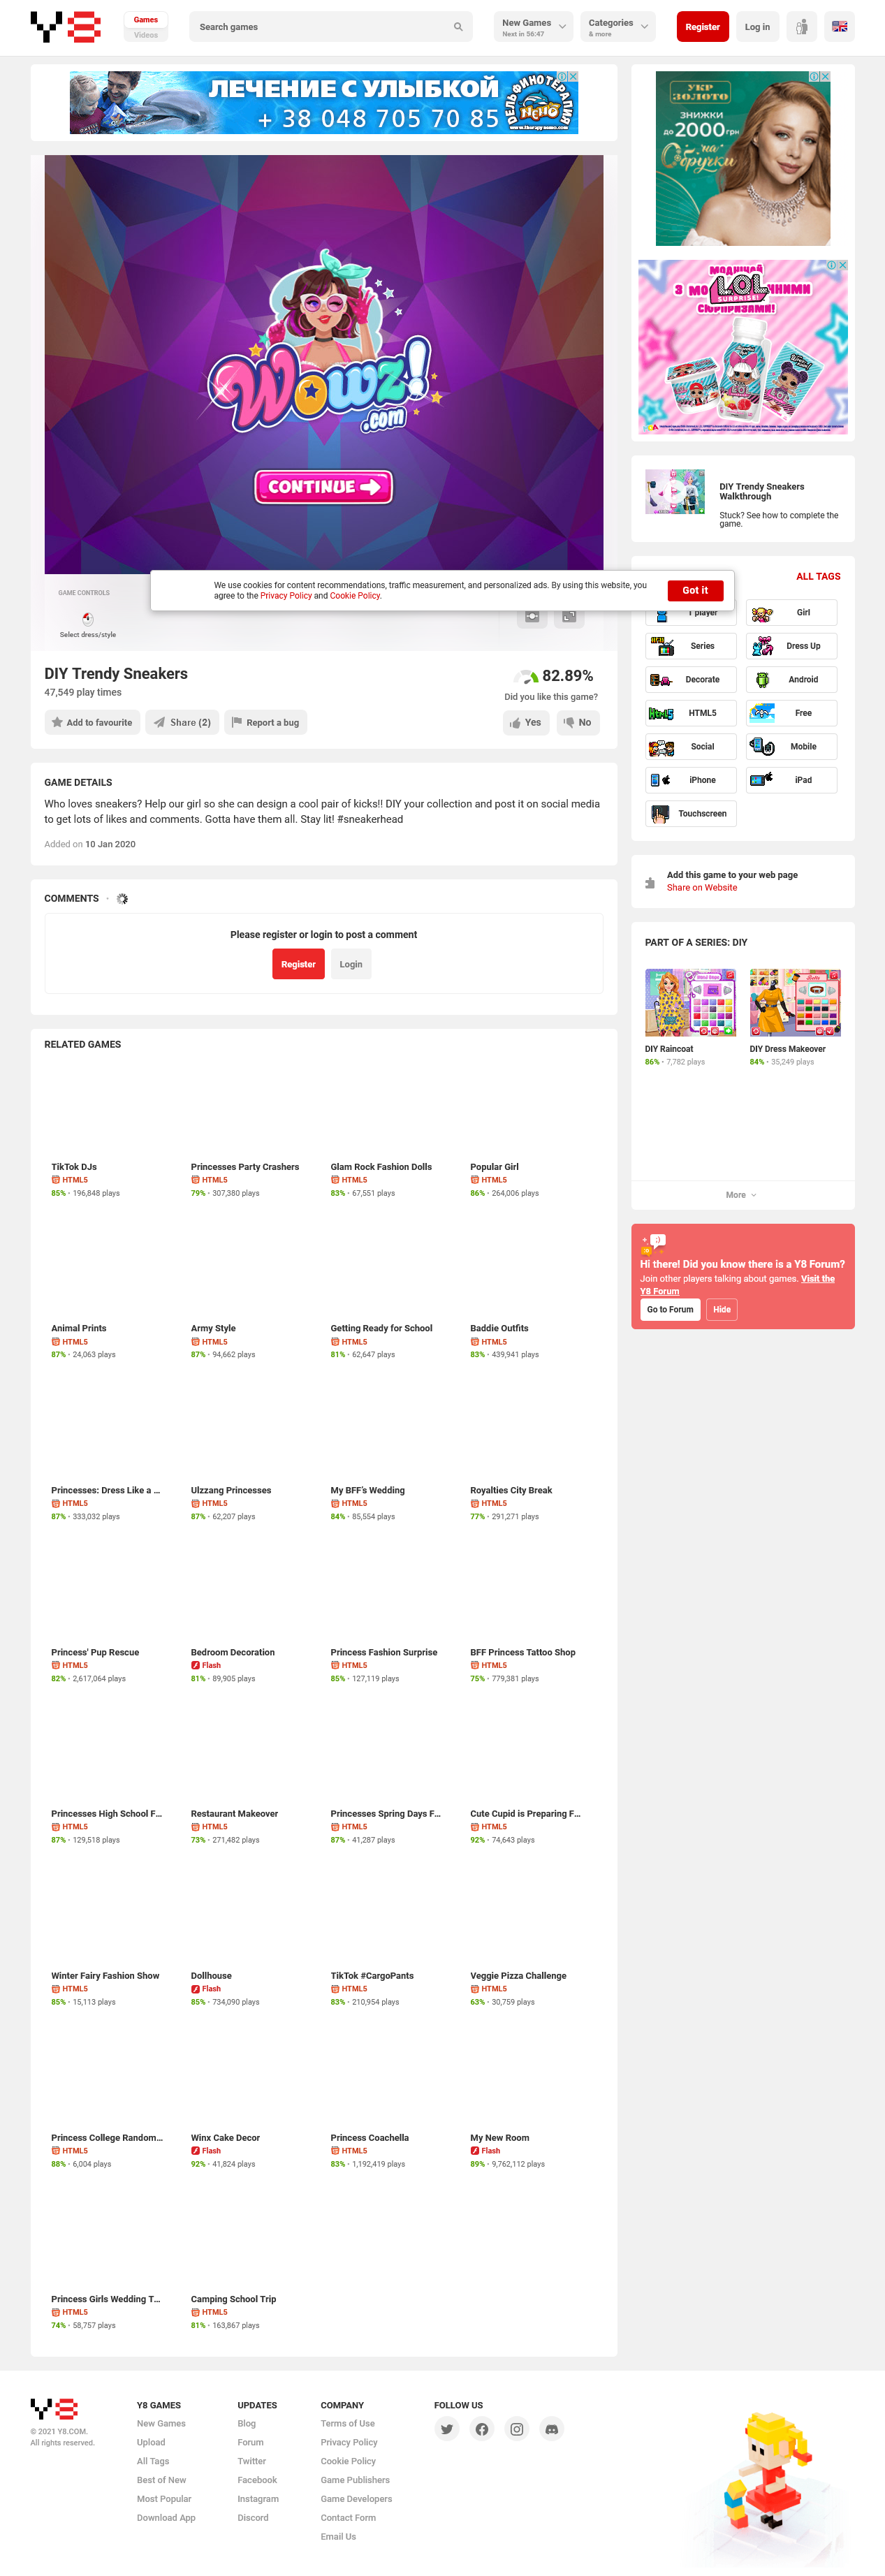 Y8
Games
Videos
Search games
New Games
Next in 56:47
Categories
& more
Register
Log in
ЛЕЧЕНИЕ С УЛЫБКОЙ
+ 38 048 705 70 85
ДЕЛЬФИНОТЕРАПИЯ
НЕМО
www.therapynemo.com
УКР
ЗОЛОТО
ЗНИЖКИ
до 2000 грн
на
Обручки
LOL
SURPRISE!
Wowz!
.com
CONTINUE
DIY Trendy Sneakers
Walkthrough
Stuck? See how to complete the
game.
We use cookies for content recommendations, traffic measurement, and personalized ads. By using this website, you
agree to the Privacy Policy and Cookie Policy.
Got it
GAME CONTROLS
Select dress/style
DIY Trendy Sneakers
47,549 play times
82.89%
Did you like this game?
Add to favourite
Share (2)
Report a bug
Yes
No
ALL TAGS
1 player
Girl
Series
Dress Up
Decorate
Android
HTML5
Free
Social
Mobile
iPhone
iPad
Touchscreen
GAME DETAILS
Who loves sneakers? Help our girl so she can design a cool pair of kicks!! DIY your collection and post it on social media
to get lots of likes and comments. Gotta have them all. Stay lit! #sneakerhead
Added on 10 Jan 2020
Add this game to your web page
Share on Website
COMMENTS
Please register or login to post a comment
Register
Login
PART OF A SERIES: DIY
DIY Raincoat
86% • 7,782 plays
DIY Dress Makeover
84% • 35,249 plays
More
Hi there! Did you know there is a Y8 Forum?
Join other players talking about games. Visit the
Y8 Forum
Go to Forum
Hide
RELATED GAMES
TikTok DJs
HTML5
85% • 196,848 plays
Princesses Party Crashers
HTML5
79% • 307,380 plays
Glam Rock Fashion Dolls
HTML5
83% • 67,551 plays
Popular Girl
HTML5
86% • 264,006 plays
Animal Prints
HTML5
87% • 24,063 plays
Army Style
HTML5
87% • 94,662 plays
Getting Ready for School
HTML5
81% • 62,647 plays
Baddie Outfits
HTML5
83% • 439,941 plays
Princesses: Dress Like a ...
HTML5
87% • 333,032 plays
Ulzzang Princesses
HTML5
87% • 62,207 plays
My BFF's Wedding
HTML5
84% • 85,554 plays
Royalties City Break
HTML5
77% • 291,271 plays
Princess' Pup Rescue
HTML5
82% • 2,617,064 plays
Bedroom Decoration
Flash
81% • 89,905 plays
Princess Fashion Surprise
HTML5
85% • 127,119 plays
BFF Princess Tattoo Shop
HTML5
75% • 779,381 plays
Princesses High School F...
HTML5
87% • 129,518 plays
Restaurant Makeover
HTML5
73% • 271,482 plays
Princesses Spring Days F...
HTML5
87% • 41,287 plays
Cute Cupid is Preparing F...
HTML5
92% • 74,643 plays
Winter Fairy Fashion Show
HTML5
85% • 15,113 plays
Dollhouse
Flash
85% • 734,090 plays
TikTok #CargoPants
HTML5
83% • 210,954 plays
Veggie Pizza Challenge
HTML5
63% • 30,759 plays
Princess College Random...
HTML5
88% • 6,004 plays
Winx Cake Decor
Flash
92% • 41,824 plays
Princess Coachella
HTML5
83% • 1,192,419 plays
My New Room
Flash
89% • 9,762,112 plays
Princess Girls Wedding T...
HTML5
74% • 58,757 plays
Camping School Trip
HTML5
81% • 163,867 plays
Y8
© 2021 Y8.COM.
All rights reserved.
Y8 GAMES
New Games
Upload
All Tags
Best of New
Most Popular
Download App
UPDATES
Blog
Forum
Twitter
Facebook
Instagram
Discord
COMPANY
Terms of Use
Privacy Policy
Cookie Policy
Game Publishers
Game Developers
Contact Form
Email Us
FOLLOW US